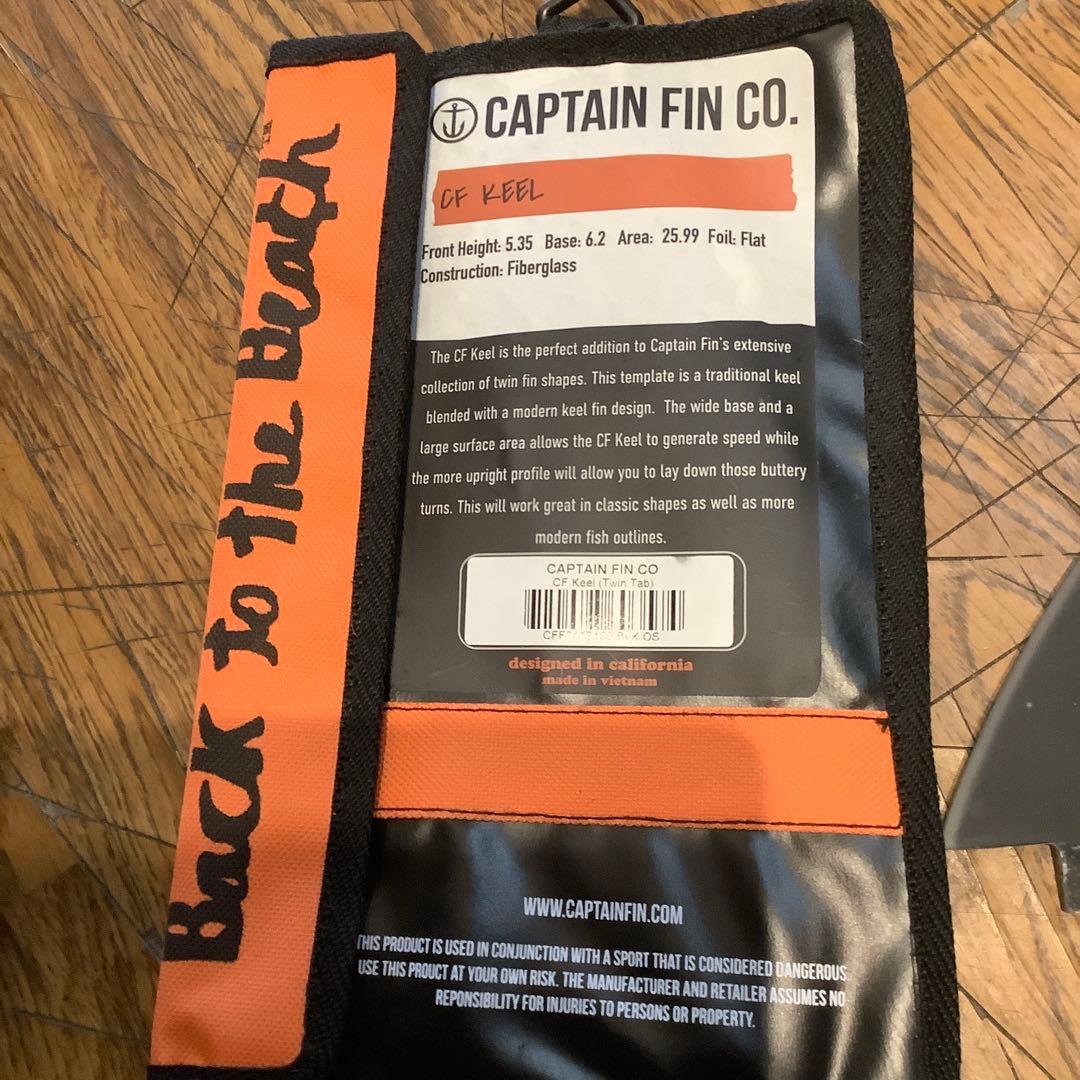 Back to the Beach
CAPTAIN FIN CO.
CF KEEL
Front Height: 5.35 Base: 6.2 Area: 25.99 Foil: Flat
Construction: Fiberglass
The CF Keel is the perfect addition to Captain Fin's extensive
collection of twin fin shapes. This template is a traditional keel
blended with a modern keel fin design. The wide base and a
large surface area allows the CF Keel to generate speed while
the more upright profile will allow you to lay down those buttery
turns. This will work great in classic shapes as well as more
modern fish outlines.
CAPTAIN FIN CO
CF Keel (Twin Tab)
designed in california
made in vietnam
WWW.CAPTAINFIN.COM
THIS PRODUCT IS USED IN CONJUNCTION WITH A SPORT THAT IS CONSIDERED DANGEROUS
USE THIS PROUCT AT YOUR OWN RISK. THE MANUFACTURER AND RETAILER ASSUMES NO
REPONSIBILITY FOR INJURIES TO PERSONS OR PROPERTY.